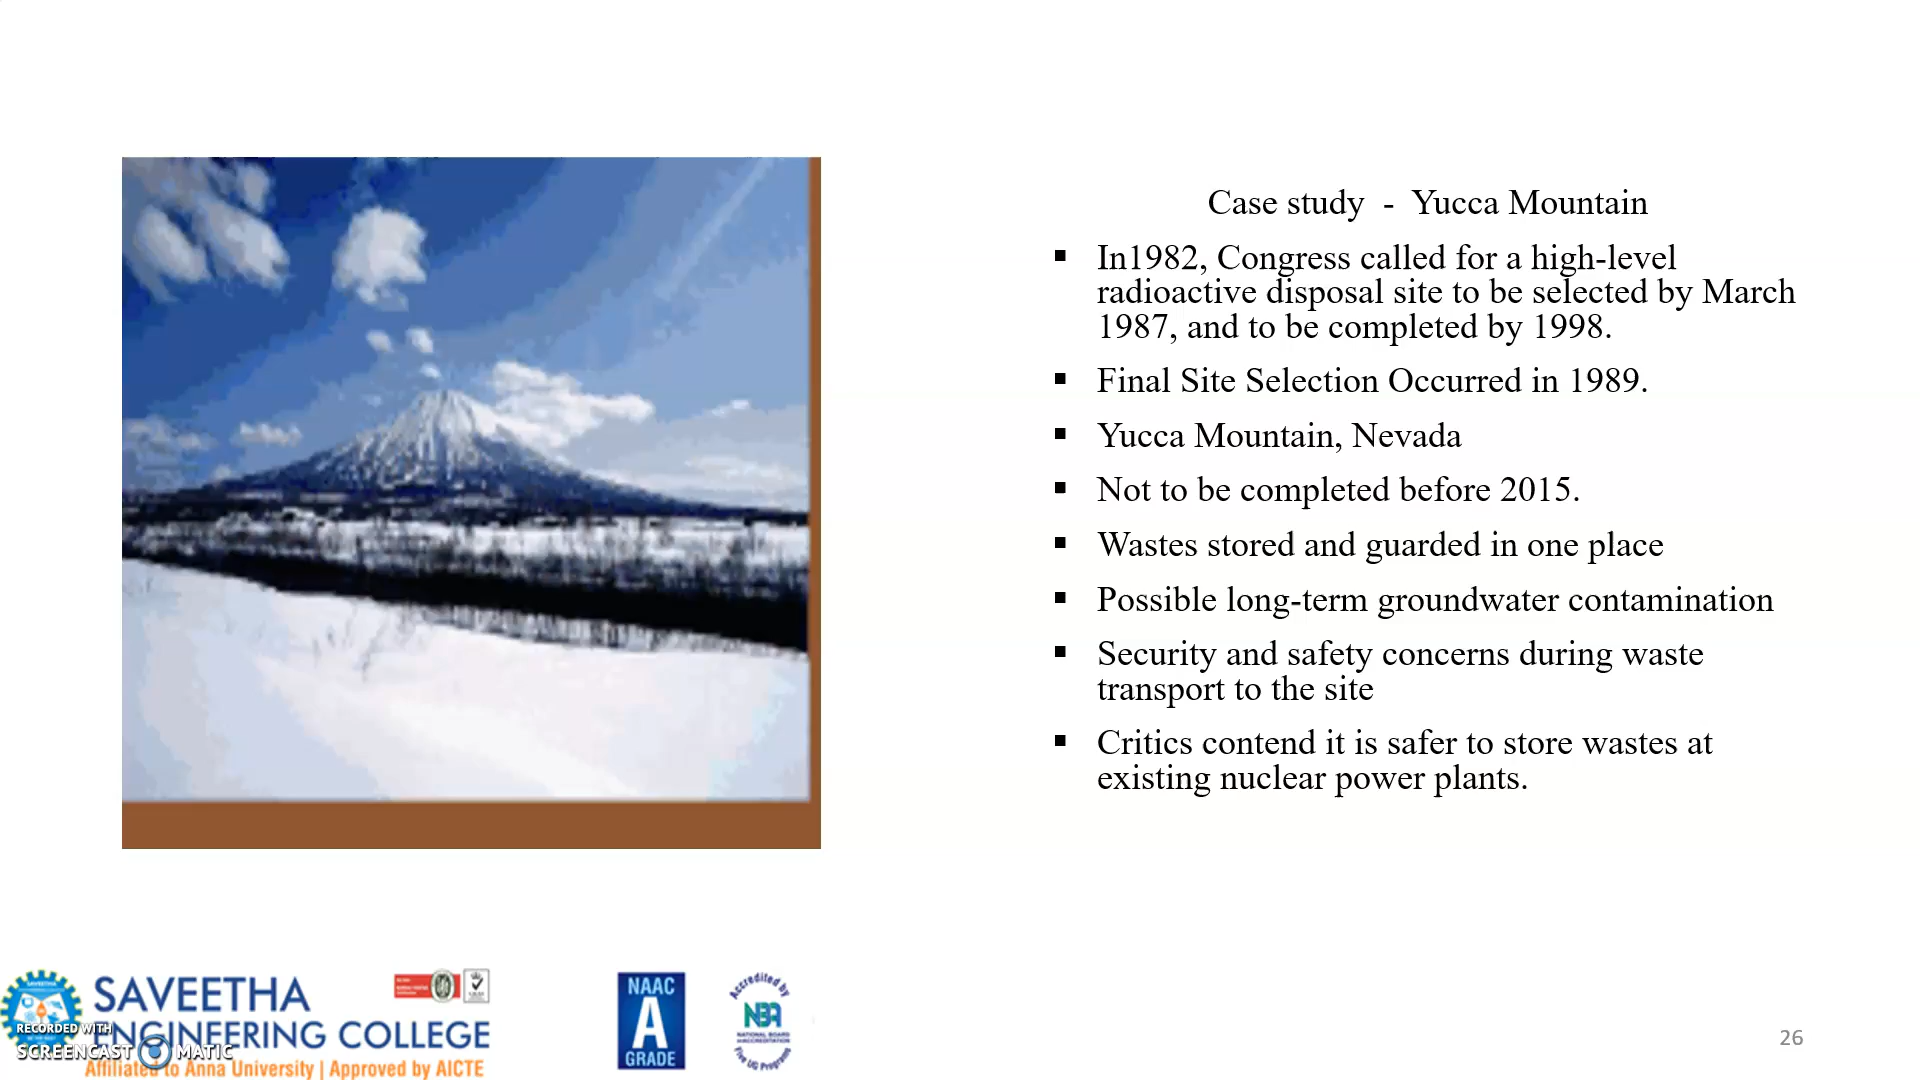 Case study - Yucca Mountain
▪ In1982, Congress called for a high-level
radioactive disposal site to be selected by March
1987, and to be completed by 1998.
▪ Final Site Selection Occurred in 1989.
▪ Yucca Mountain, Nevada
▪ Not to be completed before 2015.
▪ Wastes stored and guarded in one place
▪ Possible long-term groundwater contamination
▪ Security and safety concerns during waste
transport to the site
▪ Critics contend it is safer to store wastes at
existing nuclear power plants.
SAVEETHA
ENGINEERING COLLEGE
Affiliated to Anna University | Approved by AICTE
RECORDED WITH
SCREENCAST MATIC
NAAC
A
GRADE
Accredited by
NBA
NATIONAL BOARD
Five UG Programs
26